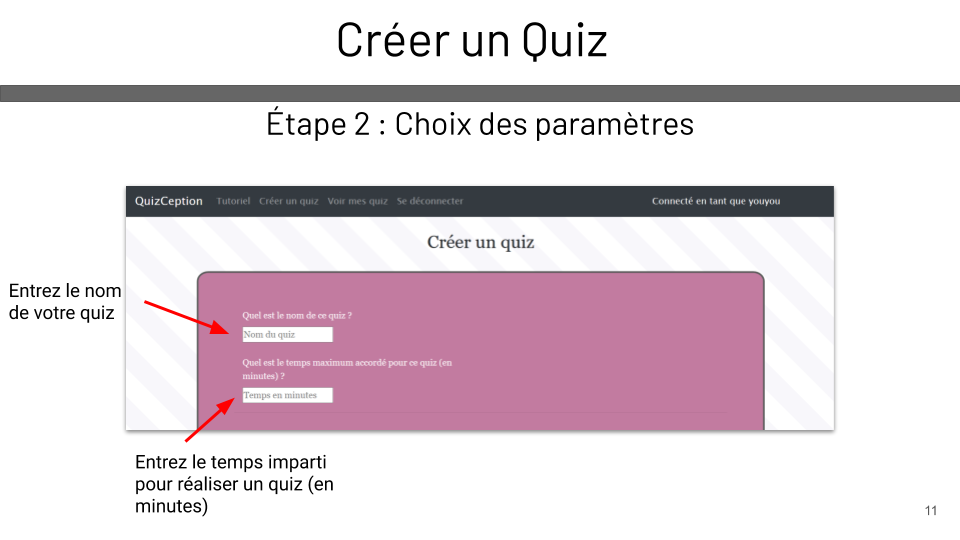 Créer un Quiz
Étape 2 : Choix des paramètres
QuizCeption Tutoriel Créer un quiz Voir mes quiz Se déconnecter Connecté en tant que youyou
Créer un quiz
Entrez le nom
de votre quiz
Quel est le nom de ce quiz ?
Nom du quiz
Quel est le temps maximum accordé pour ce quiz (en
minutes) ?
Temps en minutes
Entrez le temps imparti
pour réaliser un quiz (en
minutes)
11